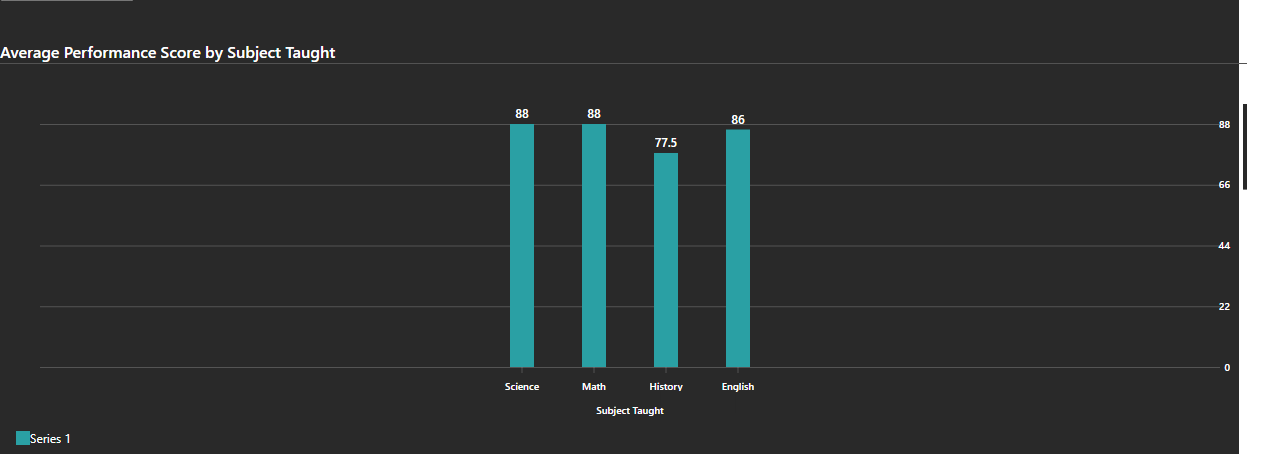 Average Performance Score by Subject Taught
88 88 77.5 86
88
66
44
22
0
Science Math History English
Subject Taught
Series 1